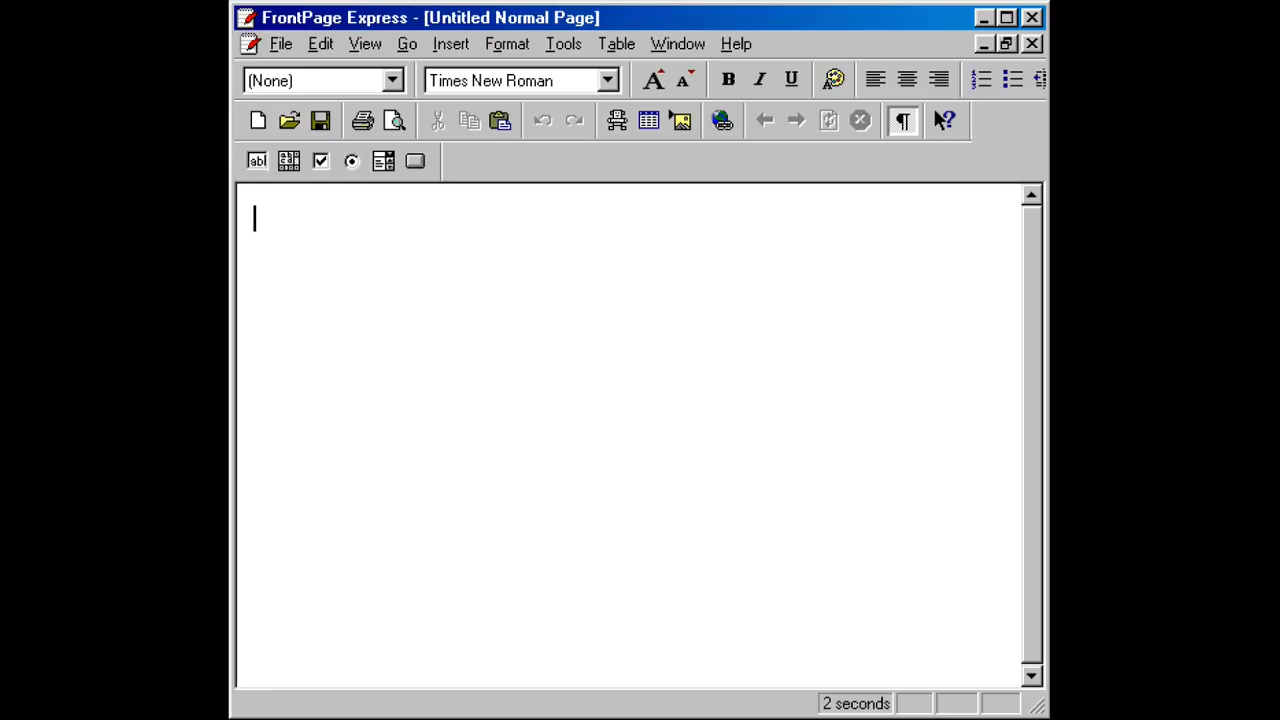 FrontPage Express - [Untitled Normal Page]
File Edit View Go Insert Format Tools Table Window Help
(None) Times New Roman A A B I U
abl
2 seconds